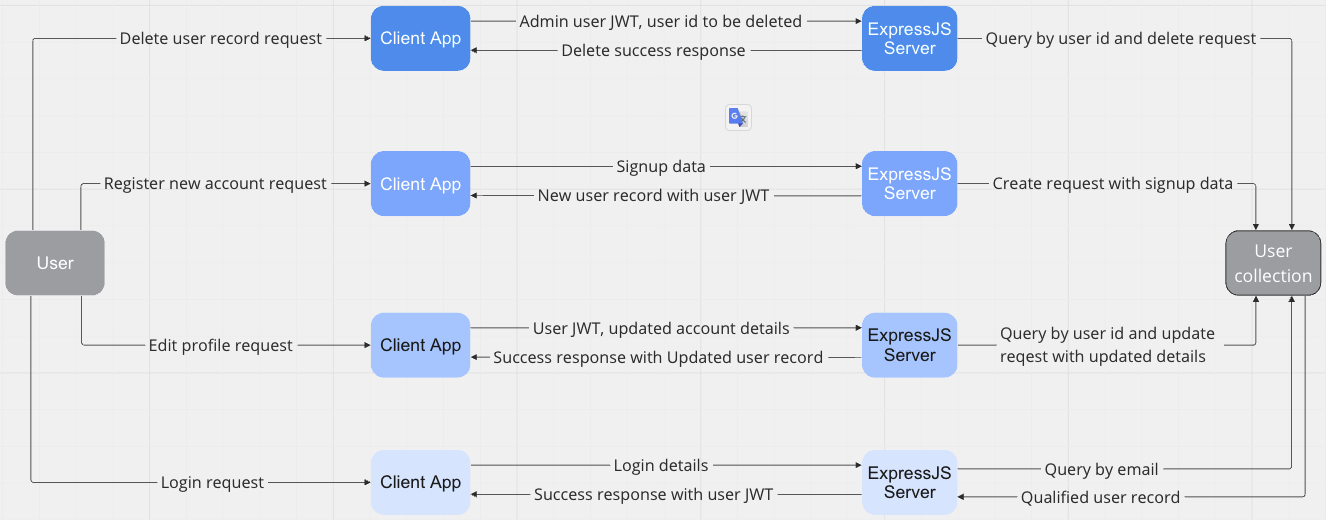 Delete user record request
Client App
Admin user JWT, user id to be deleted
Delete success response
ExpressJS
Server
Query by user id and delete request
G
Register new account request
Client App
Signup data
New user record with user JWT
ExpressJS
Server
Create request with signup data
User
User
collection
Edit profile request
Client App
User JWT, updated account details
Success response with Updated user record
ExpressJS
Server
Query by user id and update
reqest with updated details
Login request
Client App
Login details
Success response with user JWT
ExpressJS
Server
Query by email
Qualified user record